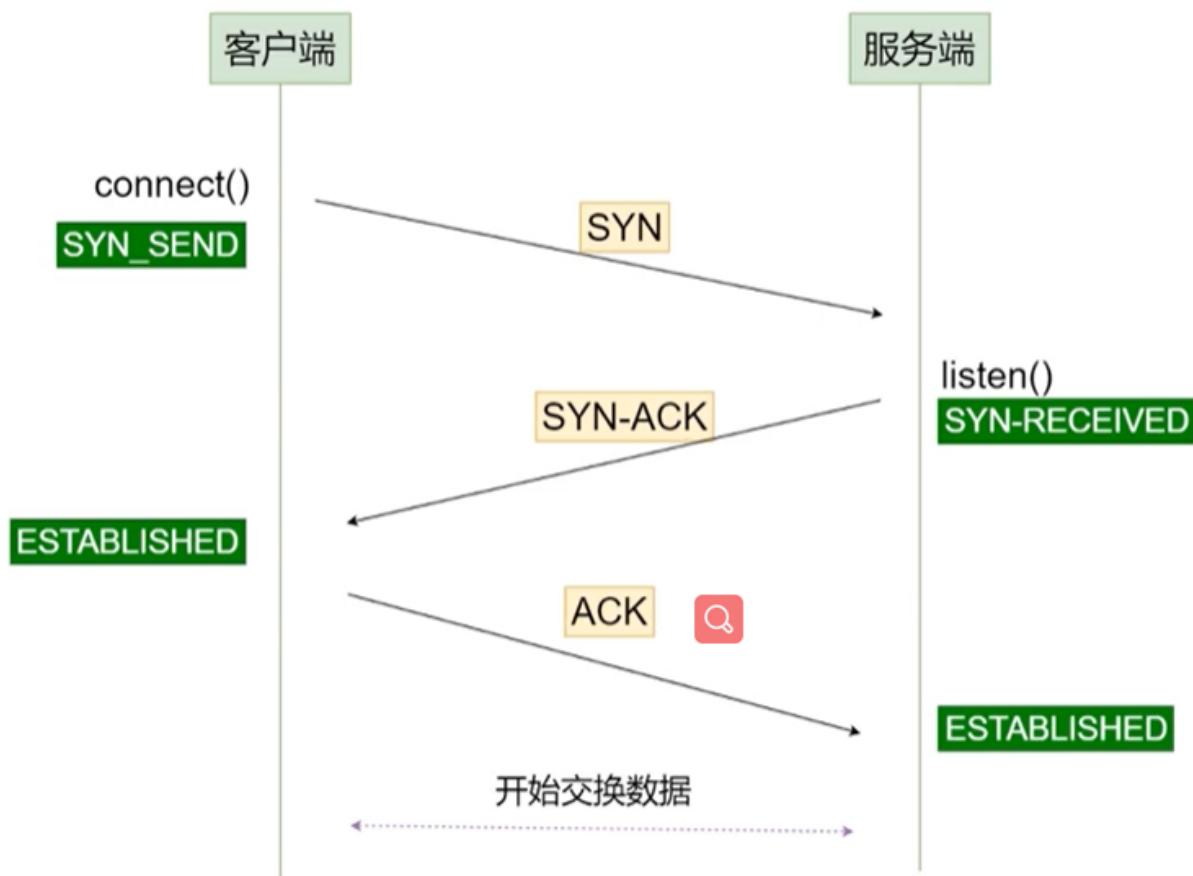 客户端
服务端
connect()
SYN_SEND
SYN
listen()
SYN-RECEIVED
SYN-ACK
ESTABLISHED
ACK
ESTABLISHED
开始交换数据